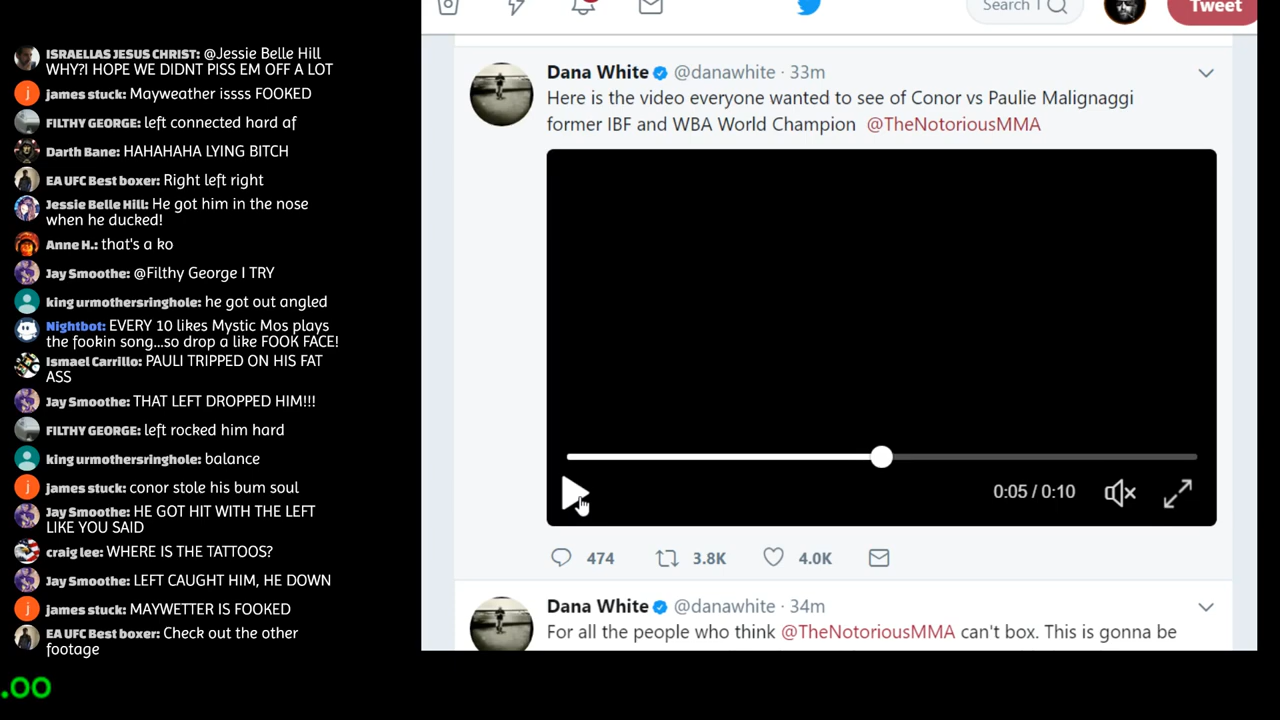 ISRAELLAS JESUS CHRIST: @Jessie Belle Hill
WHY?I HOPE WE DIDNT PISS EM OFF A LOT
james stuck: Mayweather issss FOOKED
FILTHY GEORGE: left connected hard af
Darth Bane: HAHAHAHA LYING BITCH
EA UFC Best boxer: Right left right
Jessie Belle Hill: He got him in the nose
when he ducked!
Anne H.: that's a ko
Jay Smoothe: @Filthy George I TRY
king urmothersringhole: he got out angled
Nightbot: EVERY 10 likes Mystic Mos plays
the fookin song...so drop a like FOOK FACE!
Ismael Carrillo: PAULI TRIPPED ON HIS FAT
ASS
Jay Smoothe: THAT LEFT DROPPED HIM!!!
FILTHY GEORGE: left rocked him hard
king urmothersringhole: balance
james stuck: conor stole his bum soul
Jay Smoothe: HE GOT HIT WITH THE LEFT
LIKE YOU SAID
craig lee: WHERE IS THE TATTOOS?
Jay Smoothe: LEFT CAUGHT HIM, HE DOWN
james stuck: MAYWETTER IS FOOKED
EA UFC Best boxer: Check out the other
footage
.00
Search
Tweet
Dana White @danawhite · 33m
Here is the video everyone wanted to see of Conor vs Paulie Malignaggi
former IBF and WBA World Champion @TheNotoriousMMA
0:05 / 0:10
474 3.8K 4.0K
Dana White @danawhite · 34m
For all the people who think @TheNotoriousMMA can't box. This is gonna be